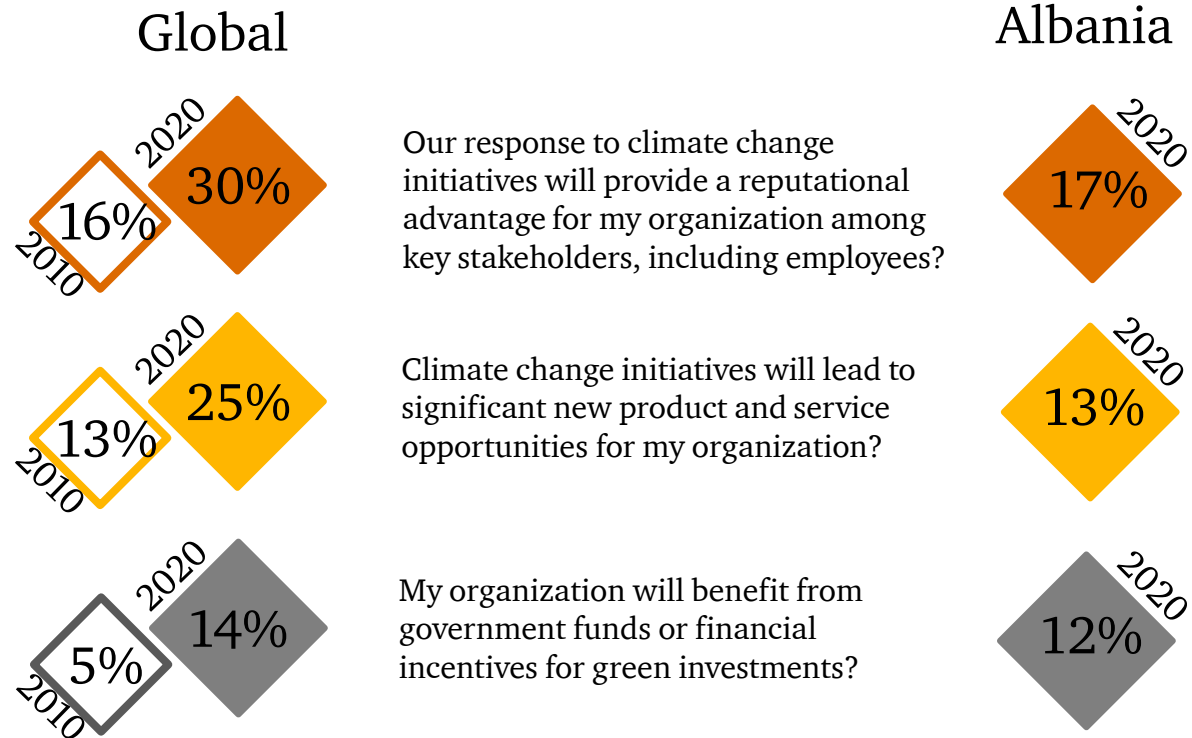 Global
Albania
2020
30%
16%
2010
Our response to climate change
initiatives will provide a reputational
advantage for my organization among
key stakeholders, including employees?
2020
17%
2020
25%
13%
2010
Climate change initiatives will lead to
significant new product and service
opportunities for my organization?
2020
13%
2020
14%
5%
2010
My organization will benefit from
government funds or financial
incentives for green investments?
2020
12%